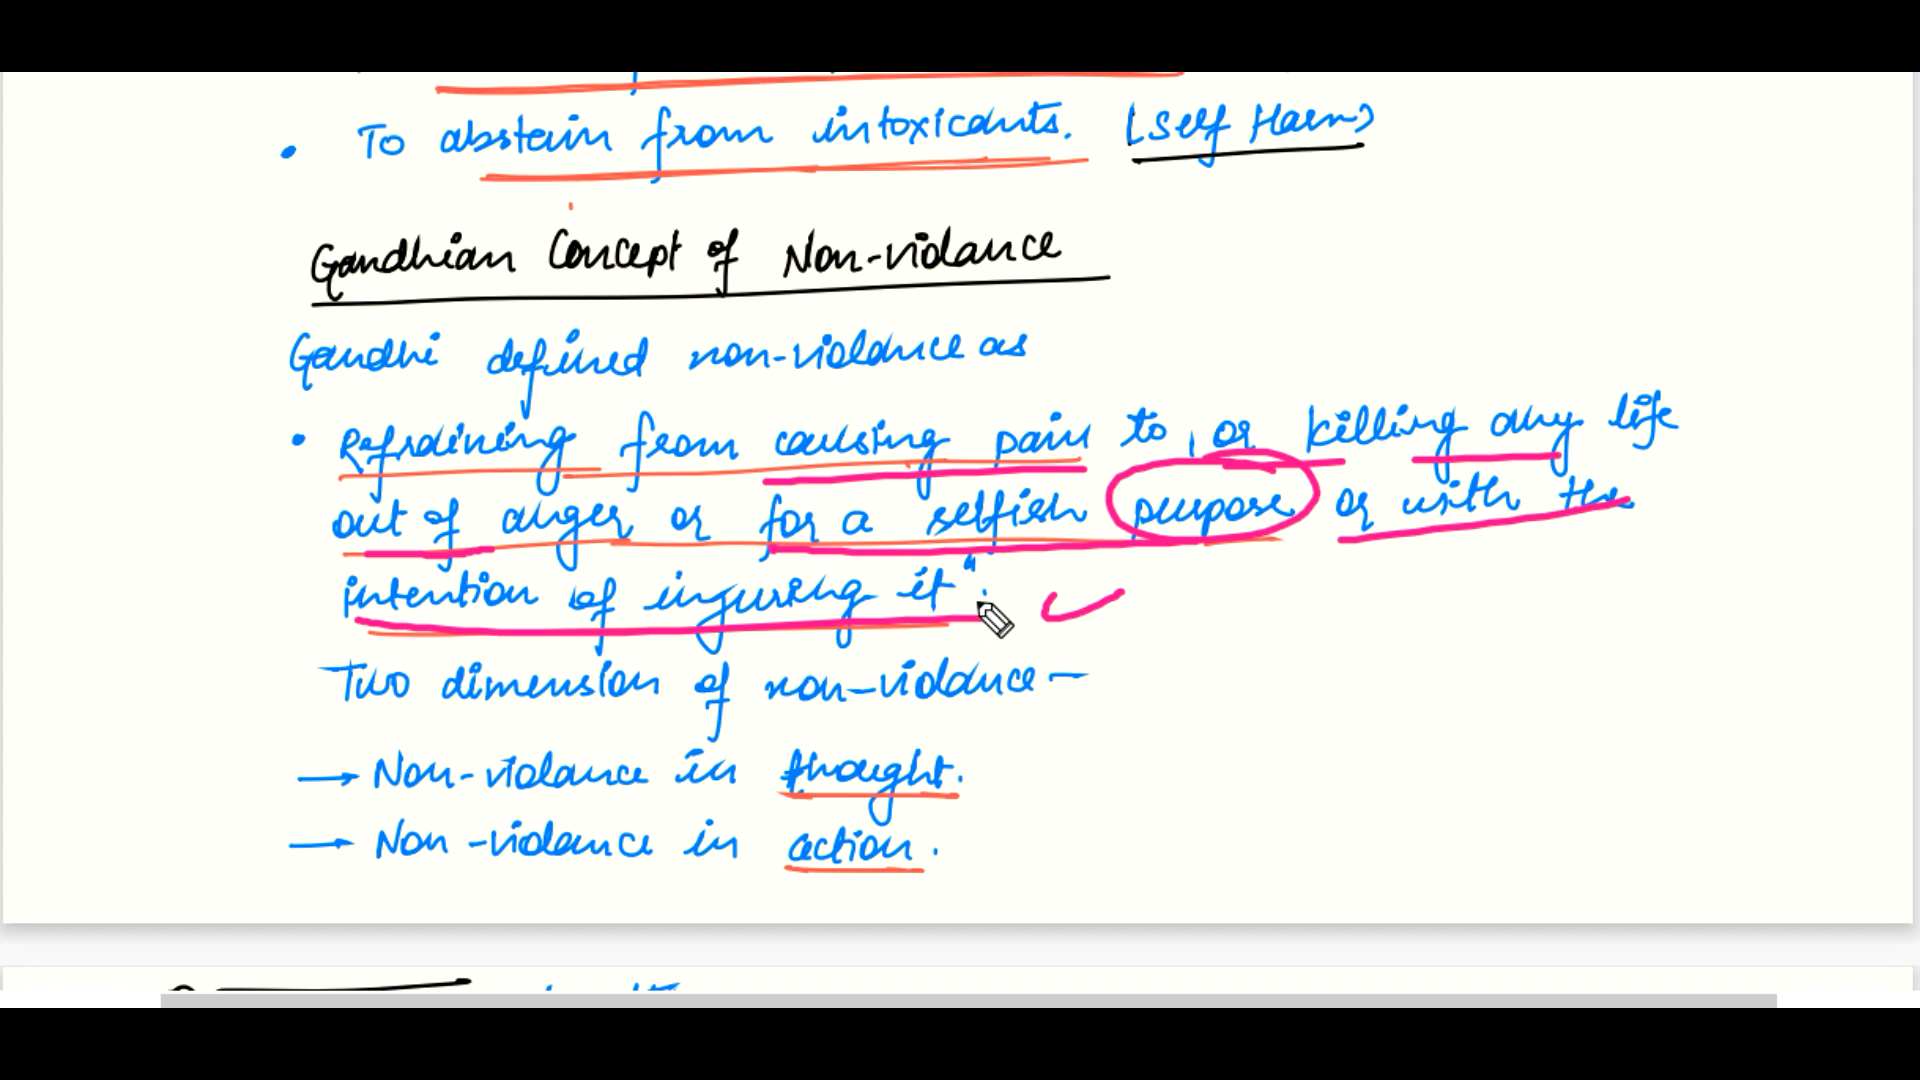 • To abstain from intoxicants. (Self Harm)
Gandhian Concept of Non-violance
Gandhi defined non-violance as
• Refraining from causing pain to, or killing any life
out of anger or for a selfish purpose or with the
intention of inguring it".
Two dimension of non-violance —
→ Non-violance in thought.
→ Non-violance in action.